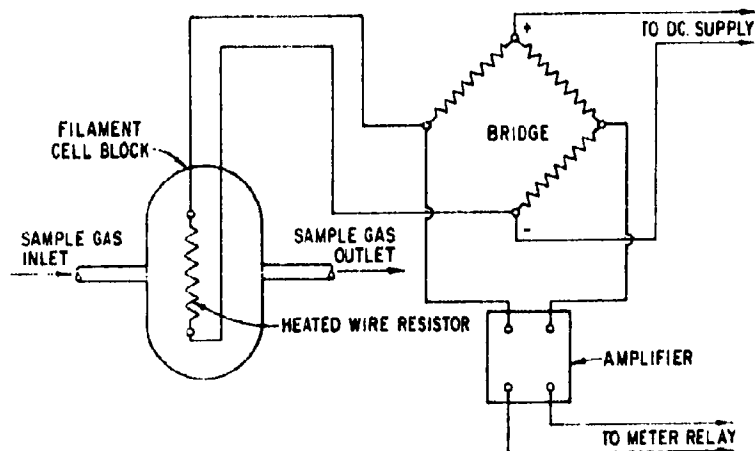 +
TO DC. SUPPLY
BRIDGE
-
FILAMENT
CELL BLOCK
SAMPLE GAS
INLET
SAMPLE GAS
OUTLET
HEATED WIRE RESISTOR
AMPLIFIER
TO METER RELAY